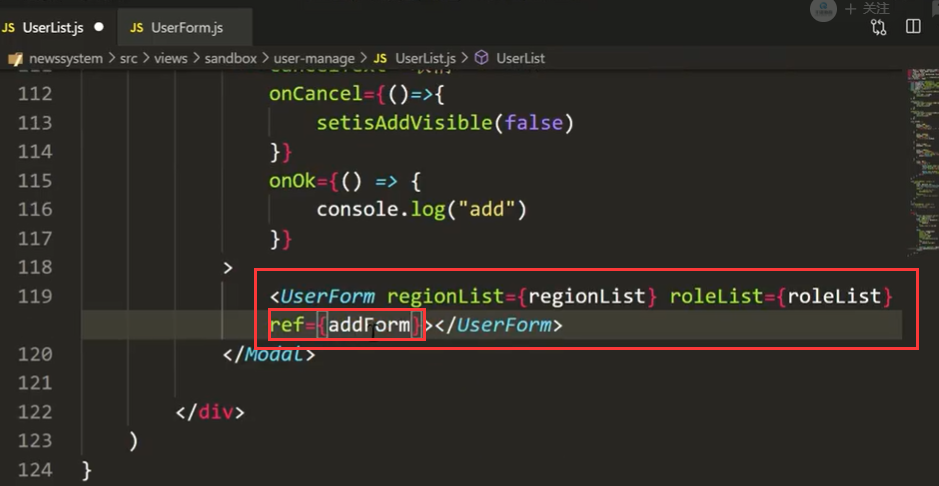 JS UserList.js
JS UserForm.js
关注
newssystem > src > views > sandbox > user-manage > JS UserList.js > UserList
112 onCancel={()=>{
113 setisAddVisible(false)
114 }}
115 onOk={() => {
116 console.log("add")
117 }}
118 >
119 <UserForm regionList={regionList} roleList={roleList}
ref={addForm}></UserForm>
120 </Modal>
121
122 </div>
123 )
124 }